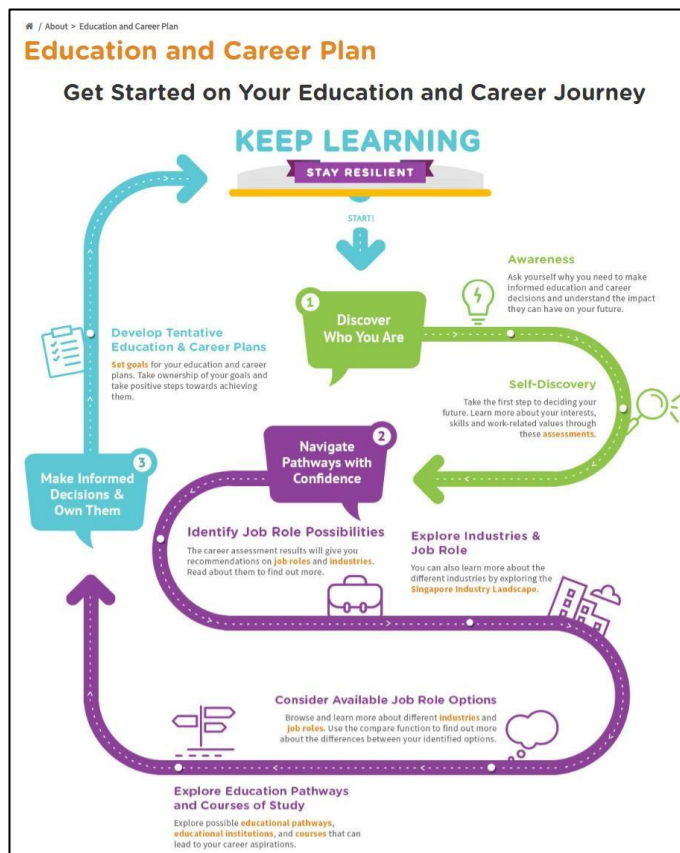 / About > Education and Career Plan
Education and Career Plan
Get Started on Your Education and Career Journey
KEEP LEARNING
STAY RESILIENT
START!
1
Discover
Who You Are
Awareness
Ask yourself why you need to make
informed education and career
decisions and understand the impact
they can have on your future.
Self-Discovery
Take the first step to deciding your
future. Learn more about your interests,
skills and work-related values through
these assessments.
2
Navigate
Pathways with
Confidence
Identify Job Role Possibilities
The career assessment results will give you
recommendations on job roles and industries.
Read about them to find out more.
Explore Industries &
Job Role
You can also learn more about the
different industries by exploring the
Singapore Industry Landscape.
Consider Available Job Role Options
Browse and learn more about different industries and
job roles. Use the compare function to find out more
about the differences between your identified options.
Explore Education Pathways
and Courses of Study
Explore possible educational pathways,
educational institutions, and courses that can
lead to your career aspirations.
3
Make Informed
Decisions &
Own Them
Develop Tentative
Education & Career Plans
Set goals for your education and career
plans. Take ownership of your goals and
take positive steps towards achieving
them.